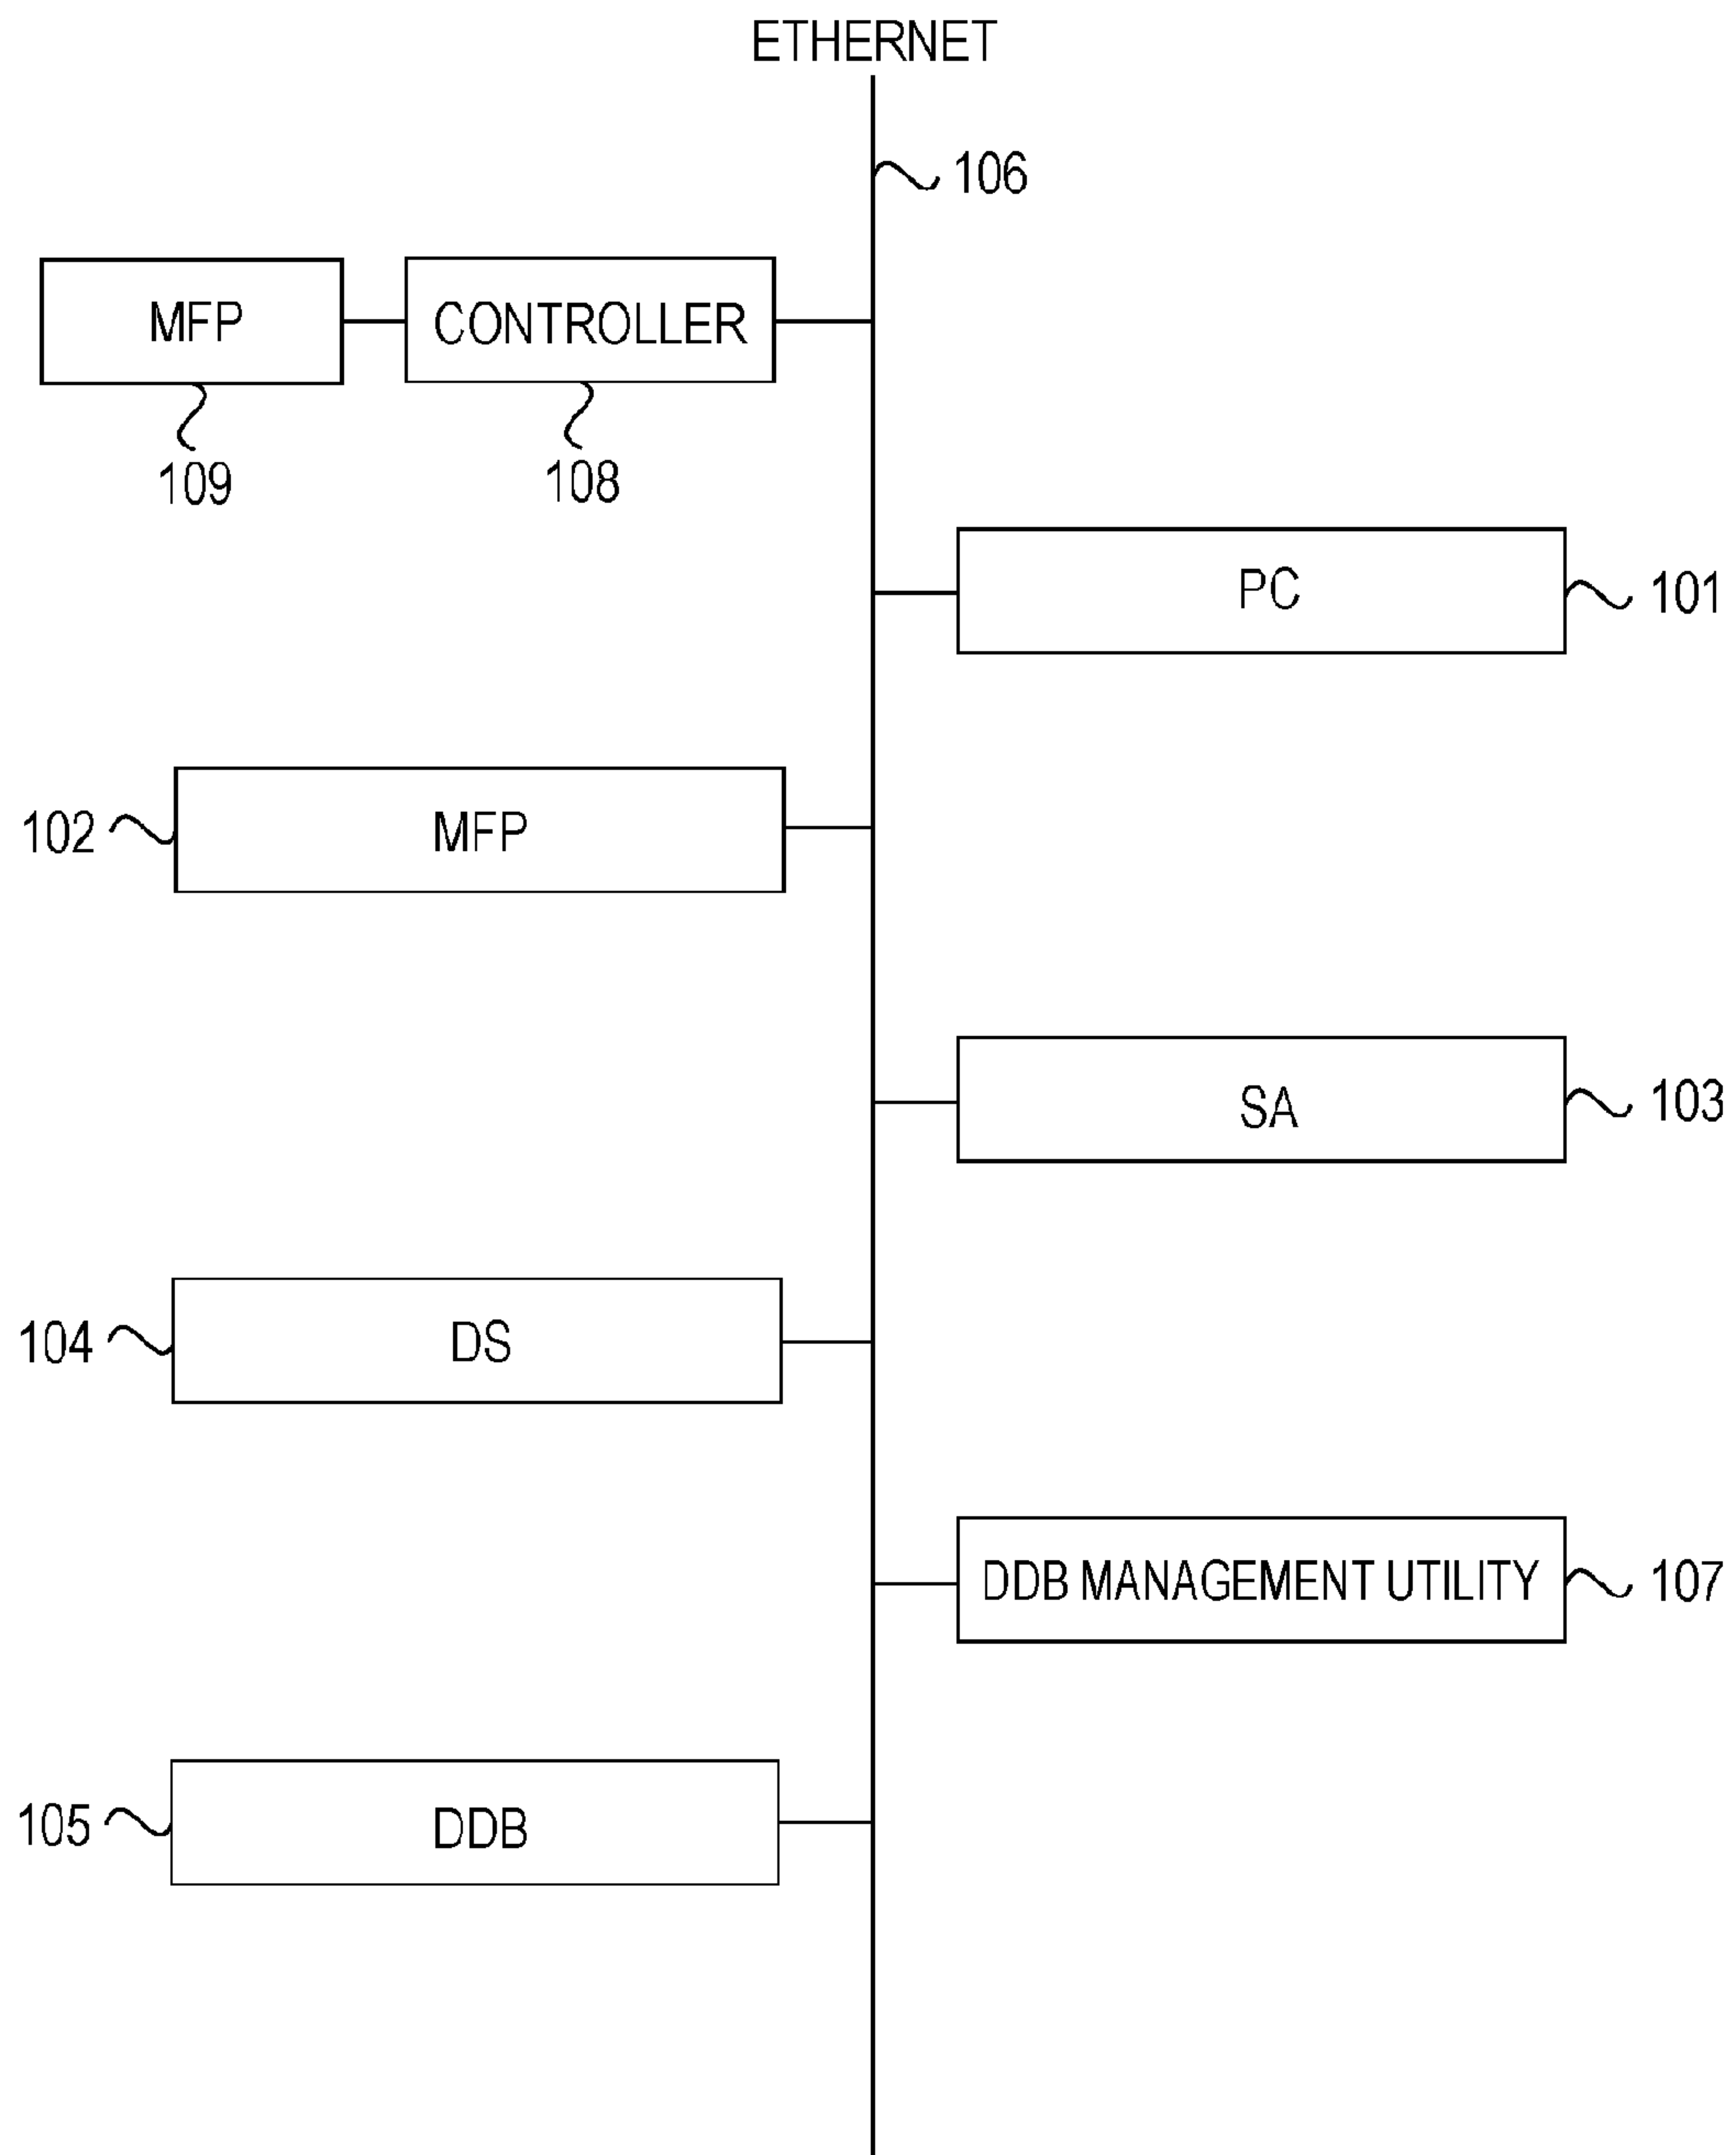 ETHERNET
106
MFP
CONTROLLER
109
108
PC
101
102
MFP
SA
103
104
DS
DDB MANAGEMENT UTILITY
107
105
DDB